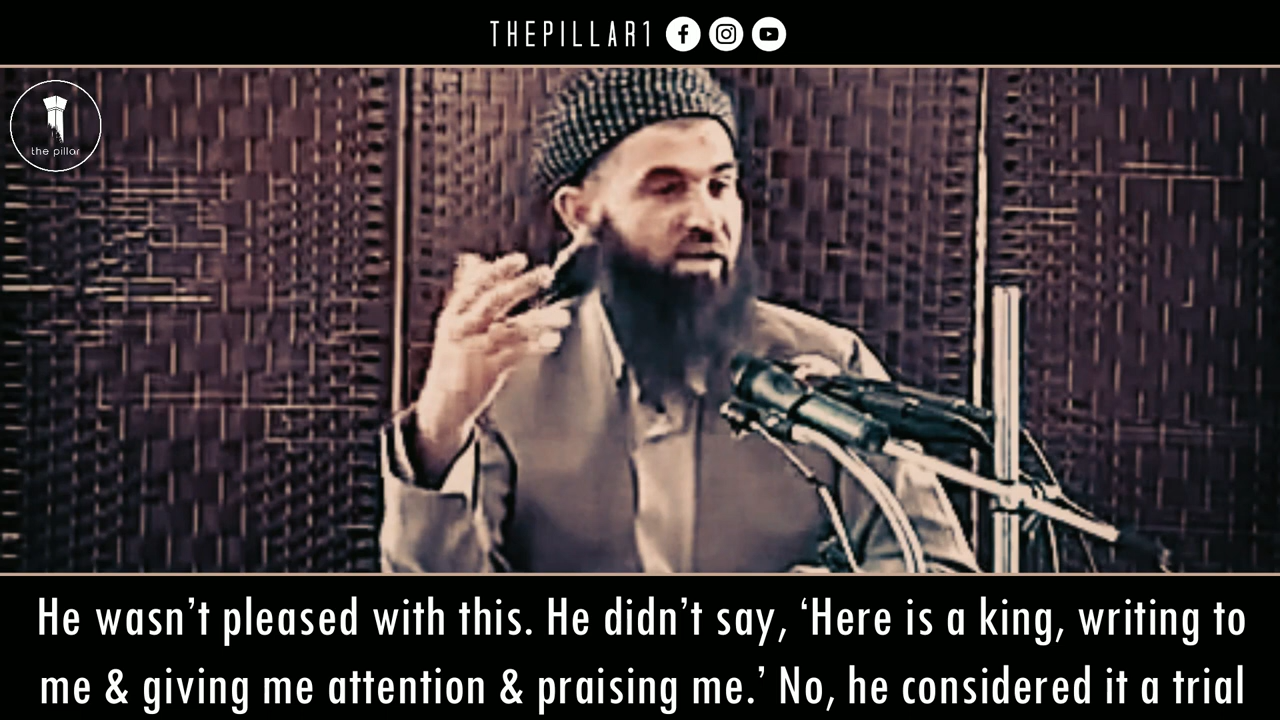 THEPILLAR1
the pillar
He wasn’t pleased with this. He didn’t say, ‘Here is a king, writing to
me & giving me attention & praising me.’ No, he considered it a trial